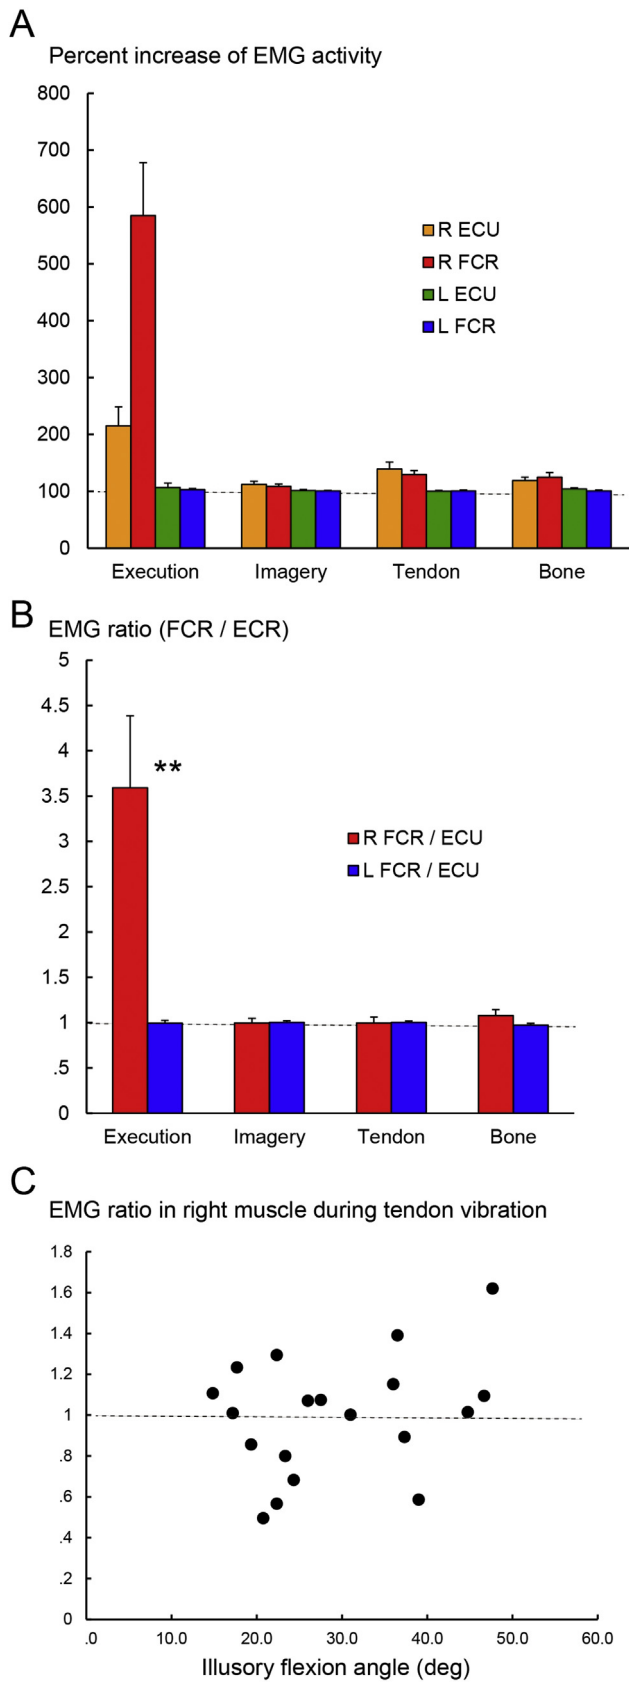 A
Percent increase of EMG activity
800
700
600
500
400
300
200
100
0
R ECU
R FCR
L ECU
L FCR
Execution Imagery Tendon Bone
B
EMG ratio (FCR / ECR)
5
4.5
4
3.5
3
2.5
2
1.5
1
.5
0
**
R FCR / ECU
L FCR / ECU
Execution Imagery Tendon Bone
C
EMG ratio in right muscle during tendon vibration
1.8
1.6
1.4
1.2
1
.8
.6
.4
.2
0
.0 10.0 20.0 30.0 40.0 50.0 60.0
Illusory flexion angle (deg)